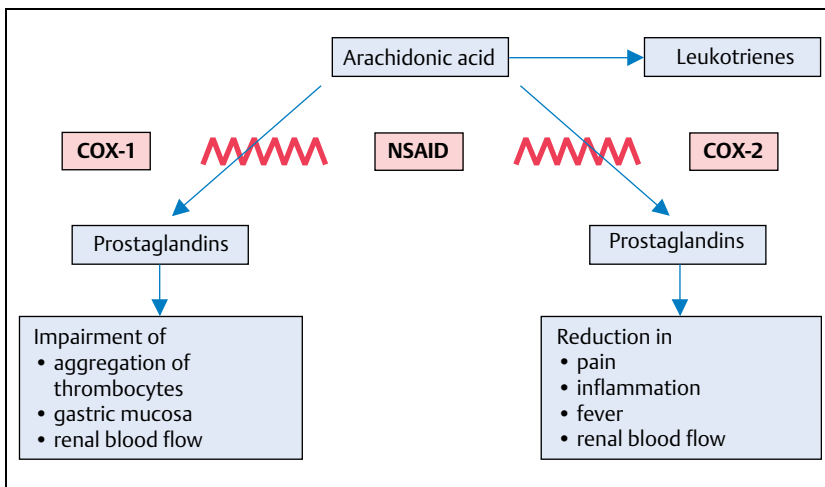 Arachidonic acid
Leukotrienes
COX-1
NSAID
COX-2
Prostaglandins
Prostaglandins
Impairment of
• aggregation of
thrombocytes
• gastric mucosa
• renal blood flow
Reduction in
• pain
• inflammation
• fever
• renal blood flow